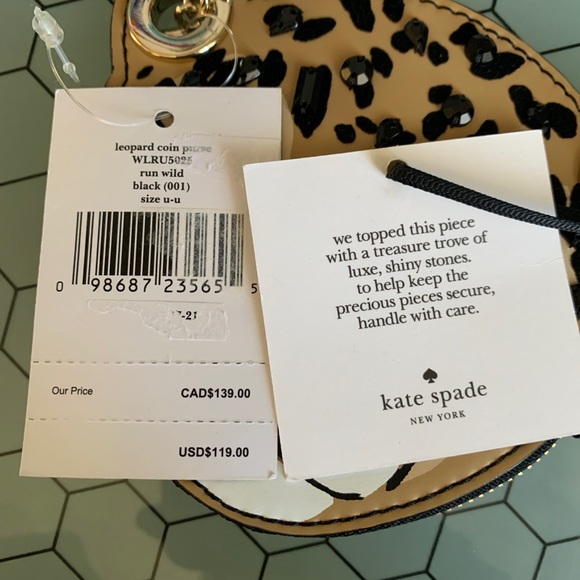 leopard coin purse
WLRU5025
run wild
black (001)
size u-u
0 98687 23565 5
-21
Our Price CAD$139.00
USD$119.00
we topped this piece
with a treasure trove of
luxe, shiny stones.
to help keep the
precious pieces secure,
handle with care.
kate spade
NEW YORK